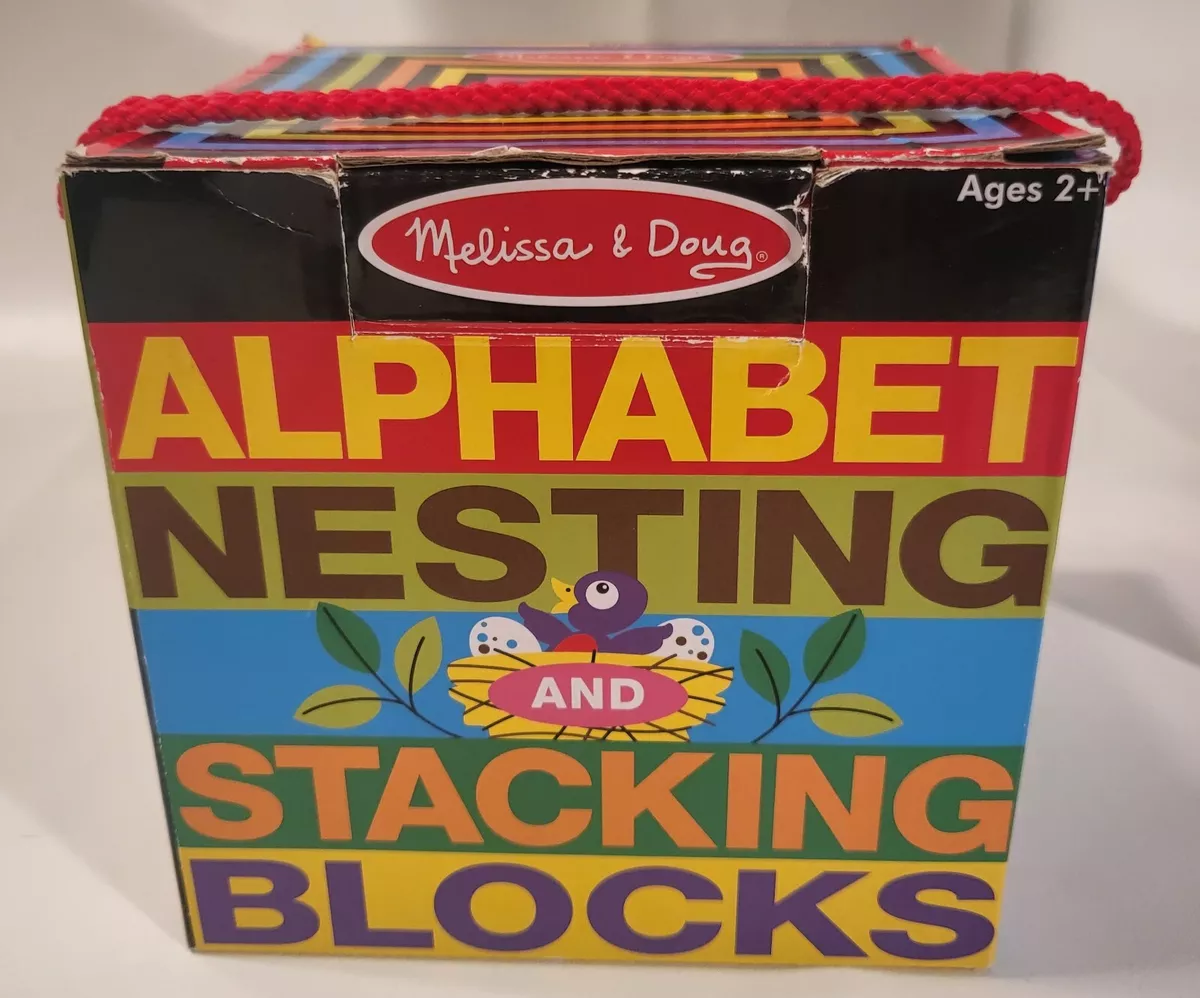 Ages 2+
Melissa & Doug®
ALPHABET
NESTING
AND
STACKING
BLOCKS